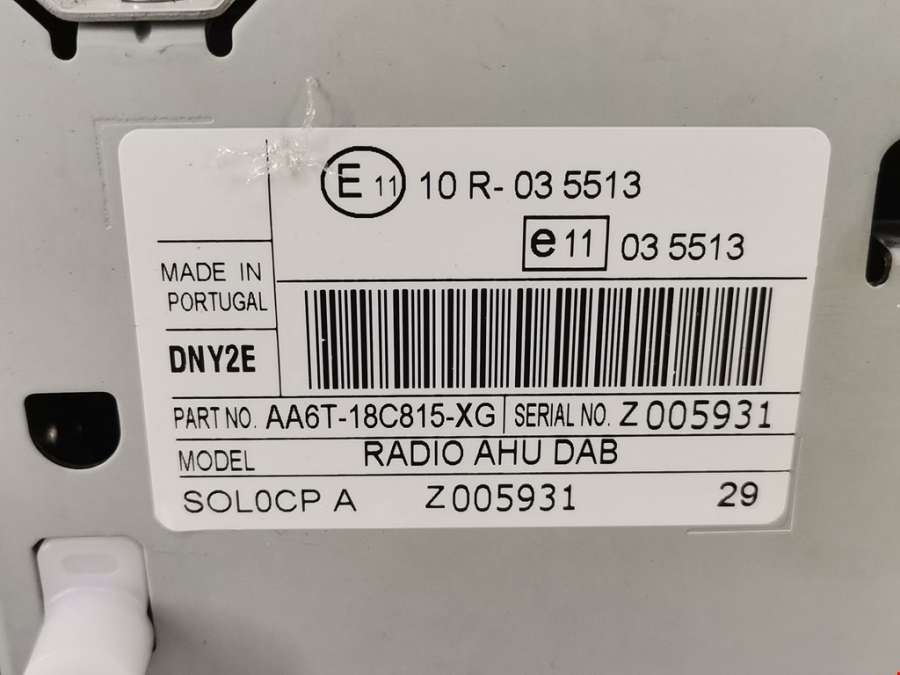 E 11 10 R- 03 5513
e 11 03 5513
MADE IN
PORTUGAL
DNY2E
PART NO. AA6T-18C815-XG SERIAL NO. Z005931
MODEL RADIO AHU DAB
SOL0CP A Z005931 29